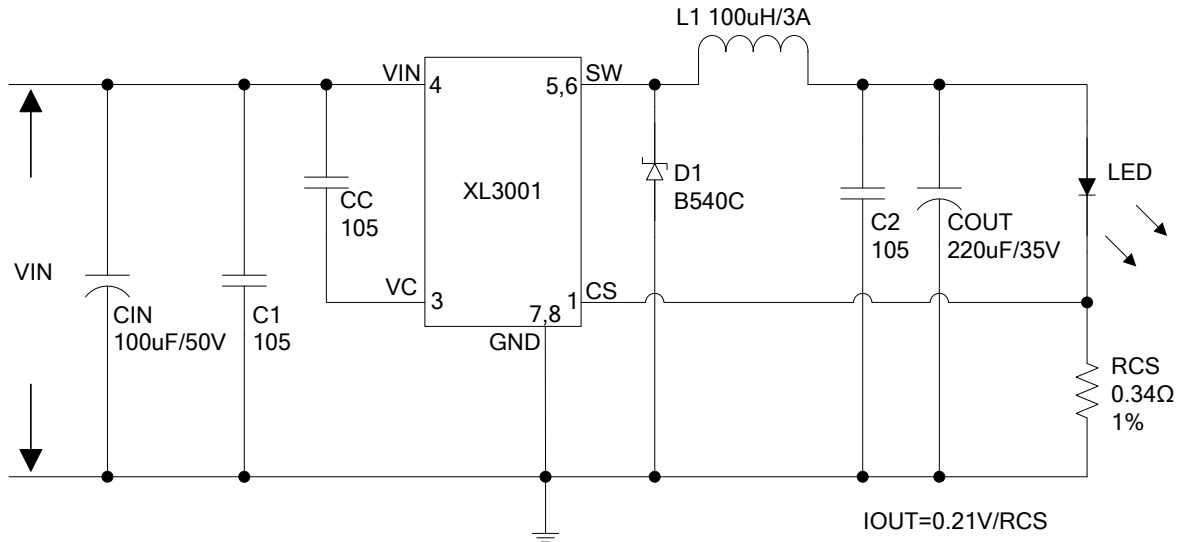 L1 100uH/3A
VIN
4
5,6
SW
XL3001
CC
105
D1
B540C
LED
C2
105
COUT
220uF/35V
VIN
VC
3
1
CS
7,8
GND
CIN
100uF/50V
C1
105
RCS
0.34Ω
1%
IOUT=0.21V/RCS